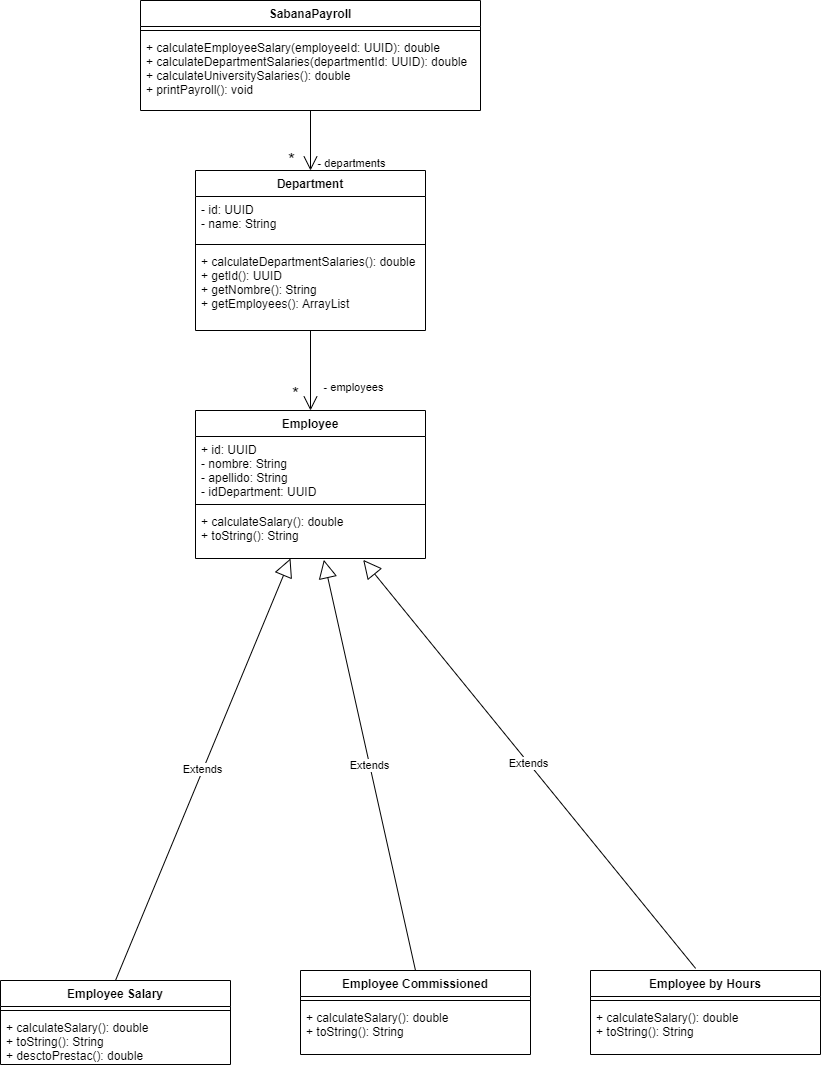 SabanaPayroll
+ calculateEmployeeSalary(employeeId: UUID): double
+ calculateDepartmentSalaries(departmentId: UUID): double
+ calculateUniversitySalaries(): double
+ printPayroll(): void
*
- departments
Department
- id: UUID
- name: String
+ calculateDepartmentSalaries(): double
+ getId(): UUID
+ getNombre(): String
+ getEmployees(): ArrayList
*
- employees
Employee
+ id: UUID
- nombre: String
- apellido: String
- idDepartment: UUID
+ calculateSalary(): double
+ toString(): String
Extends
Extends
Extends
Employee Salary
+ calculateSalary(): double
+ toString(): String
+ desctoPrestac(): double
Employee Commissioned
+ calculateSalary(): double
+ toString(): String
Employee by Hours
+ calculateSalary(): double
+ toString(): String